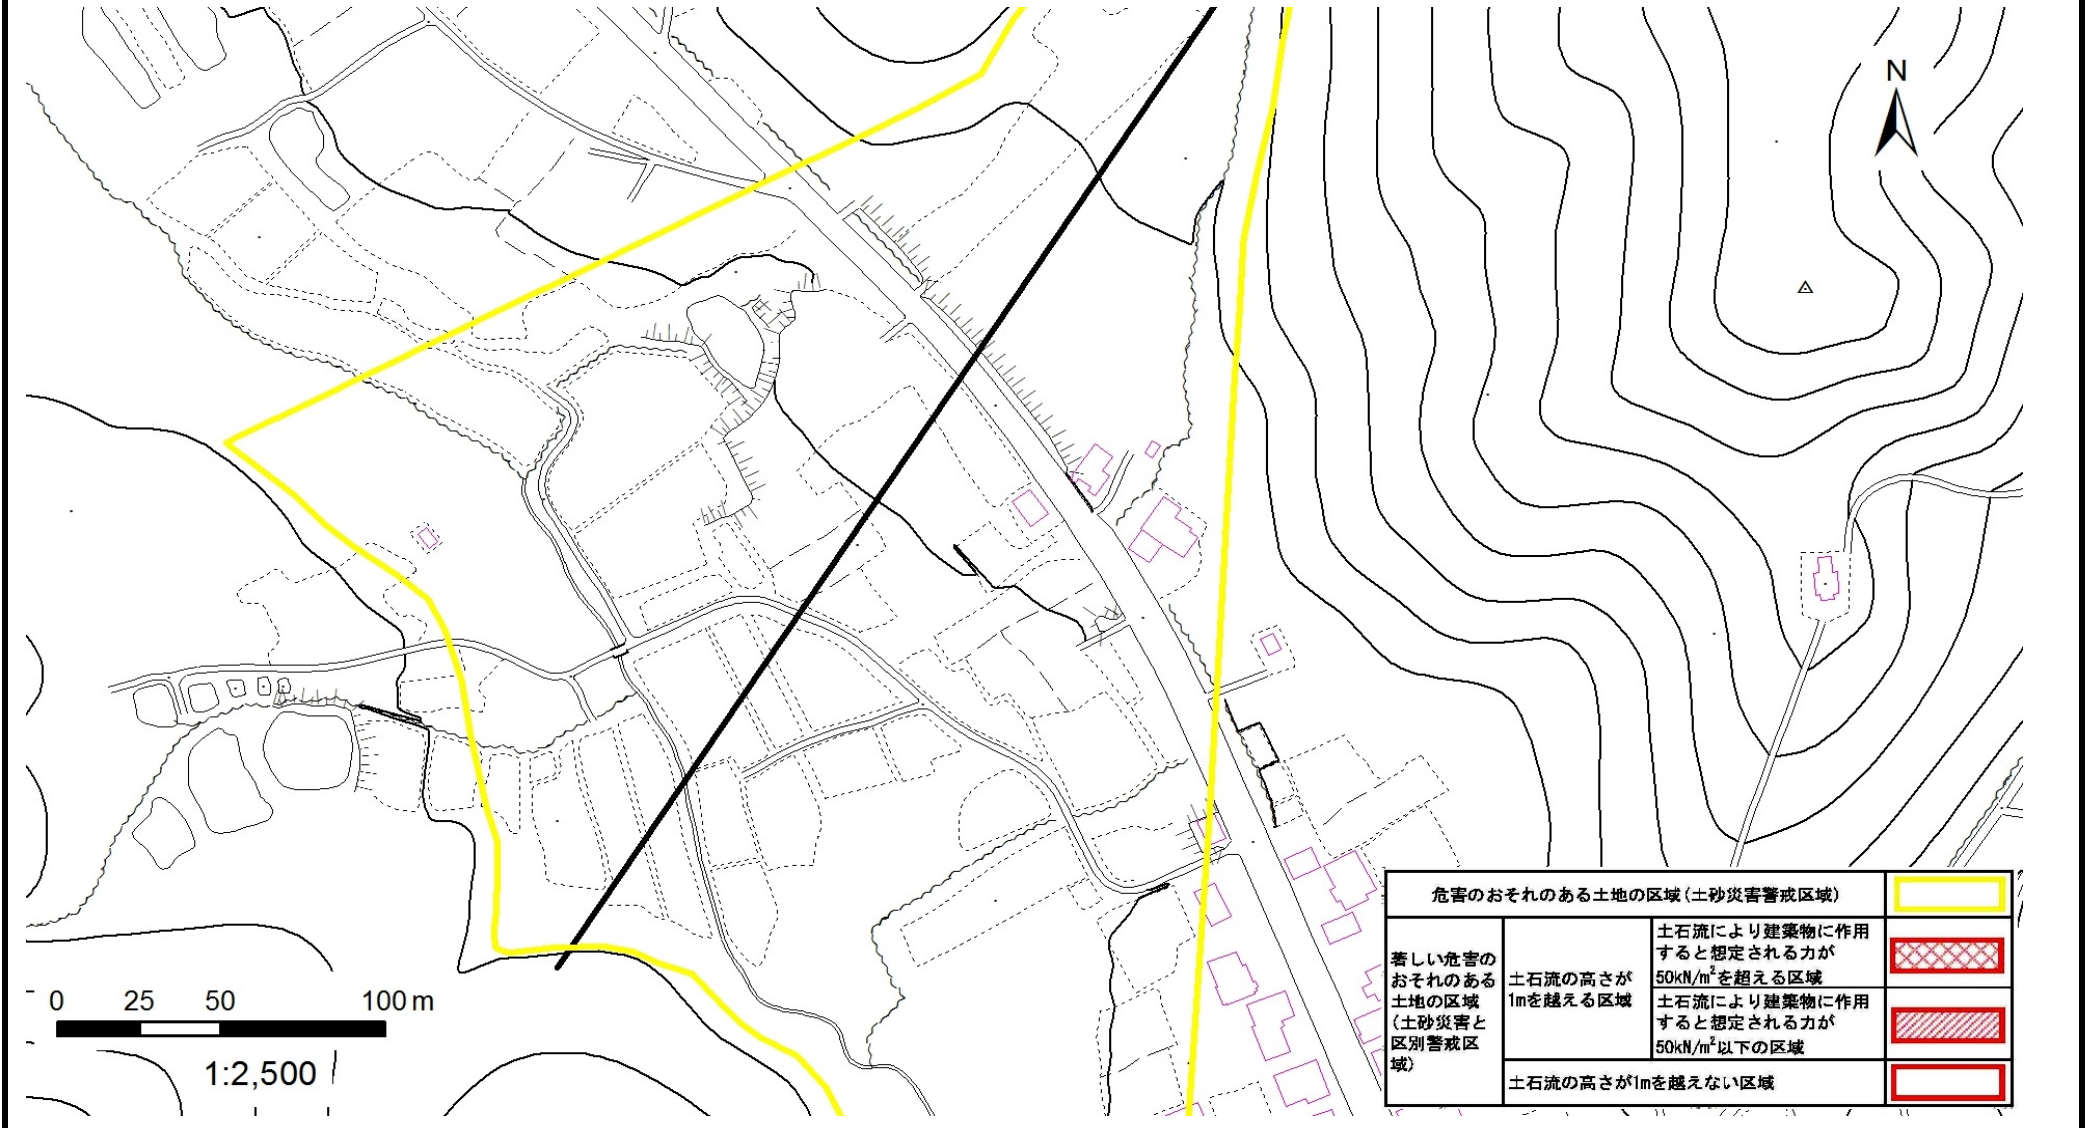 N
危害のおそれのある土地の区域(土砂災害警戒区域)
著しい危害の
おそれのある
土地の区域
(土砂災害と
区別警戒区
域)
土石流の高さが
1mを越える区域
土石流により建築物に作用
すると想定される力が
50kN/m²を超える区域
土石流により建築物に作用
すると想定される力が
50kN/m²以下の区域
土石流の高さが1mを越えない区域
0 25 50 100 m
1:2,500